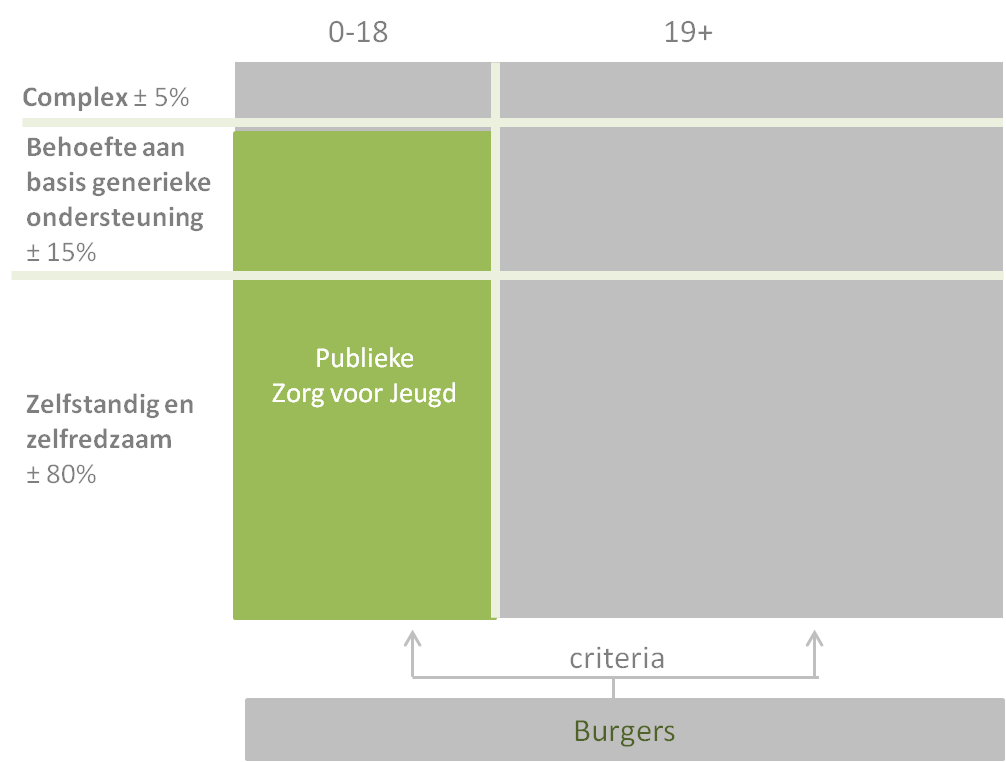 0-18
19+
Complex ± 5%
Behoefte aan
basis generieke
ondersteuning
± 15%
Publieke
Zorg voor Jeugd
Zelfstandig en
zelfredzaam
± 80%
criteria
Burgers